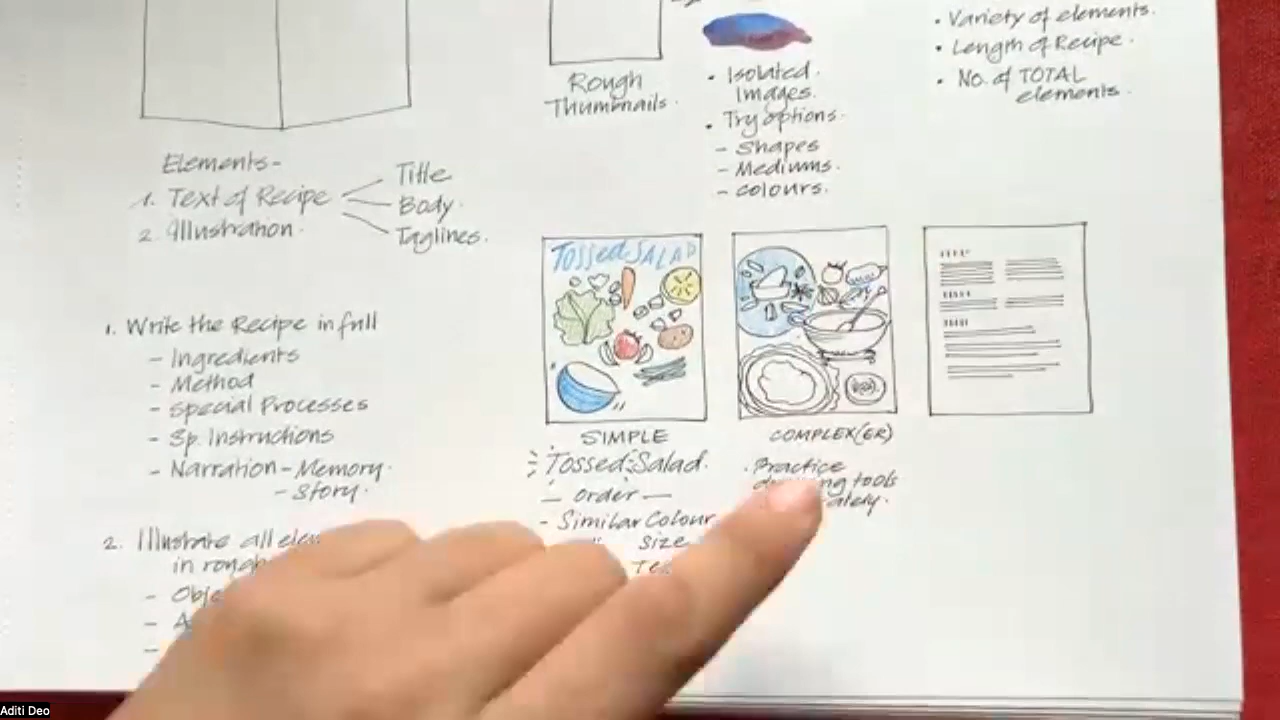 Elements-
1. Text of Recipe
2. Illustration.
Title
Body.
Taglines.
1. Write the Recipe in full
- Ingredients
- Method
- Special Processes
- Sp. Instructions
- Narration - Memory.
- Story.
2. Illustrate all
in rough
-
-
-
Rough
Thumbnails.
• Isolated.
Images.
• Try options.
- Shapes
- Mediums.
- colours.
• Variety of elements.
• Length of Recipe.
• No. of TOTAL
elements.
Tossed SALAD
SIMPLE
Tossed Salad.
- order -
- Similar Colour
" size
COMPLEX(ER)
• Practice
tools
Aditi Deo